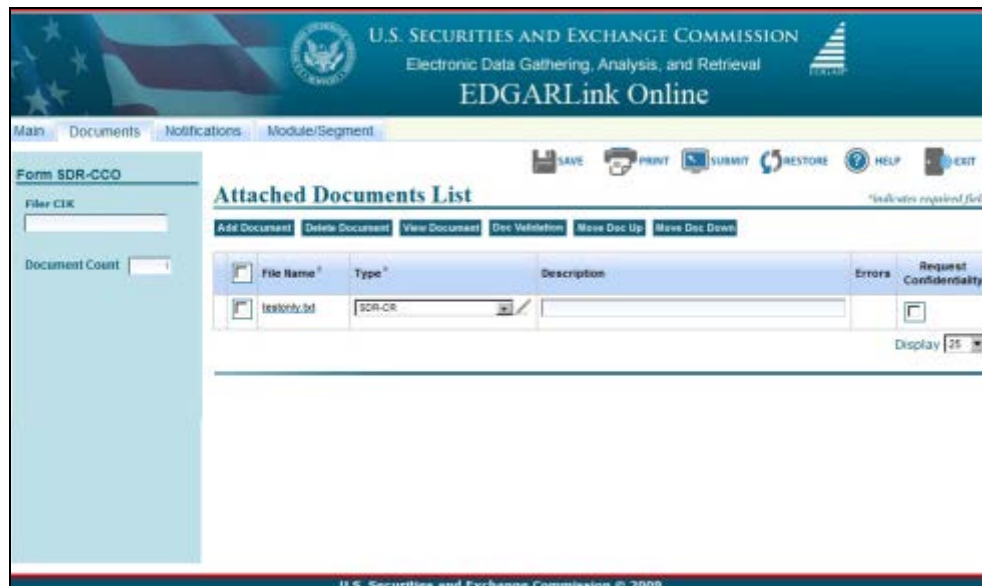 U.S. SECURITIES AND EXCHANGE COMMISSION
Electronic Data Gathering, Analysis, and Retrieval
EDGARLink Online
Main Documents Notifications Module/Segment
SAVE PRINT SUBMIT RESTORE HELP EXIT
Form SDR-CCO
Attached Documents List
*indicates required fiel
Filer CIK
Add Document Delete Document View Document Doc Validation Move Doc Up Move Doc Down
Document Count 1
File Name* Type* Description Errors Request Confidentiality
testonly.txt SDR-CR
Display 25
U.S. Securities and Exchange Commission © 2009